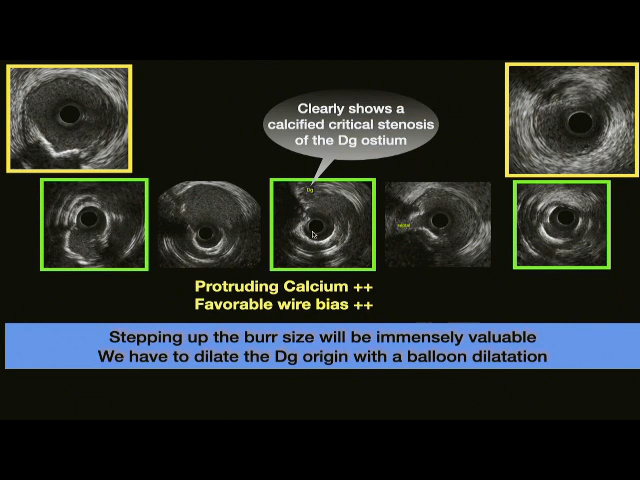 Clearly shows a
calcified critical stenosis
of the Dg ostium
Dg
Protruding Calcium ++
Favorable wire bias ++
Stepping up the burr size will be immensely valuable
We have to dilate the Dg origin with a balloon dilatation